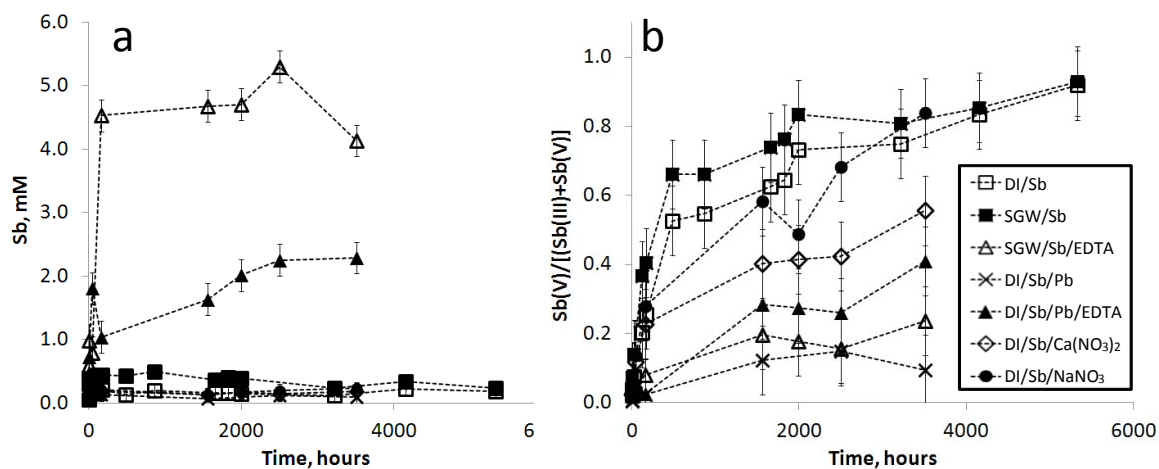 a
6.0
5.0
4.0
3.0
2.0
1.0
0.0
Sb, mM
0
2000
4000
6
Time, hours
b
1.0
0.8
0.6
0.4
0.2
0.0
Sb(V)/[(Sb(III)+Sb(V)]
0
2000
4000
6000
Time, hours
DI/Sb
SGW/Sb
SGW/Sb/EDTA
DI/Sb/Pb
DI/Sb/Pb/EDTA
DI/Sb/Ca(NO₃)₂
DI/Sb/NaNO₃